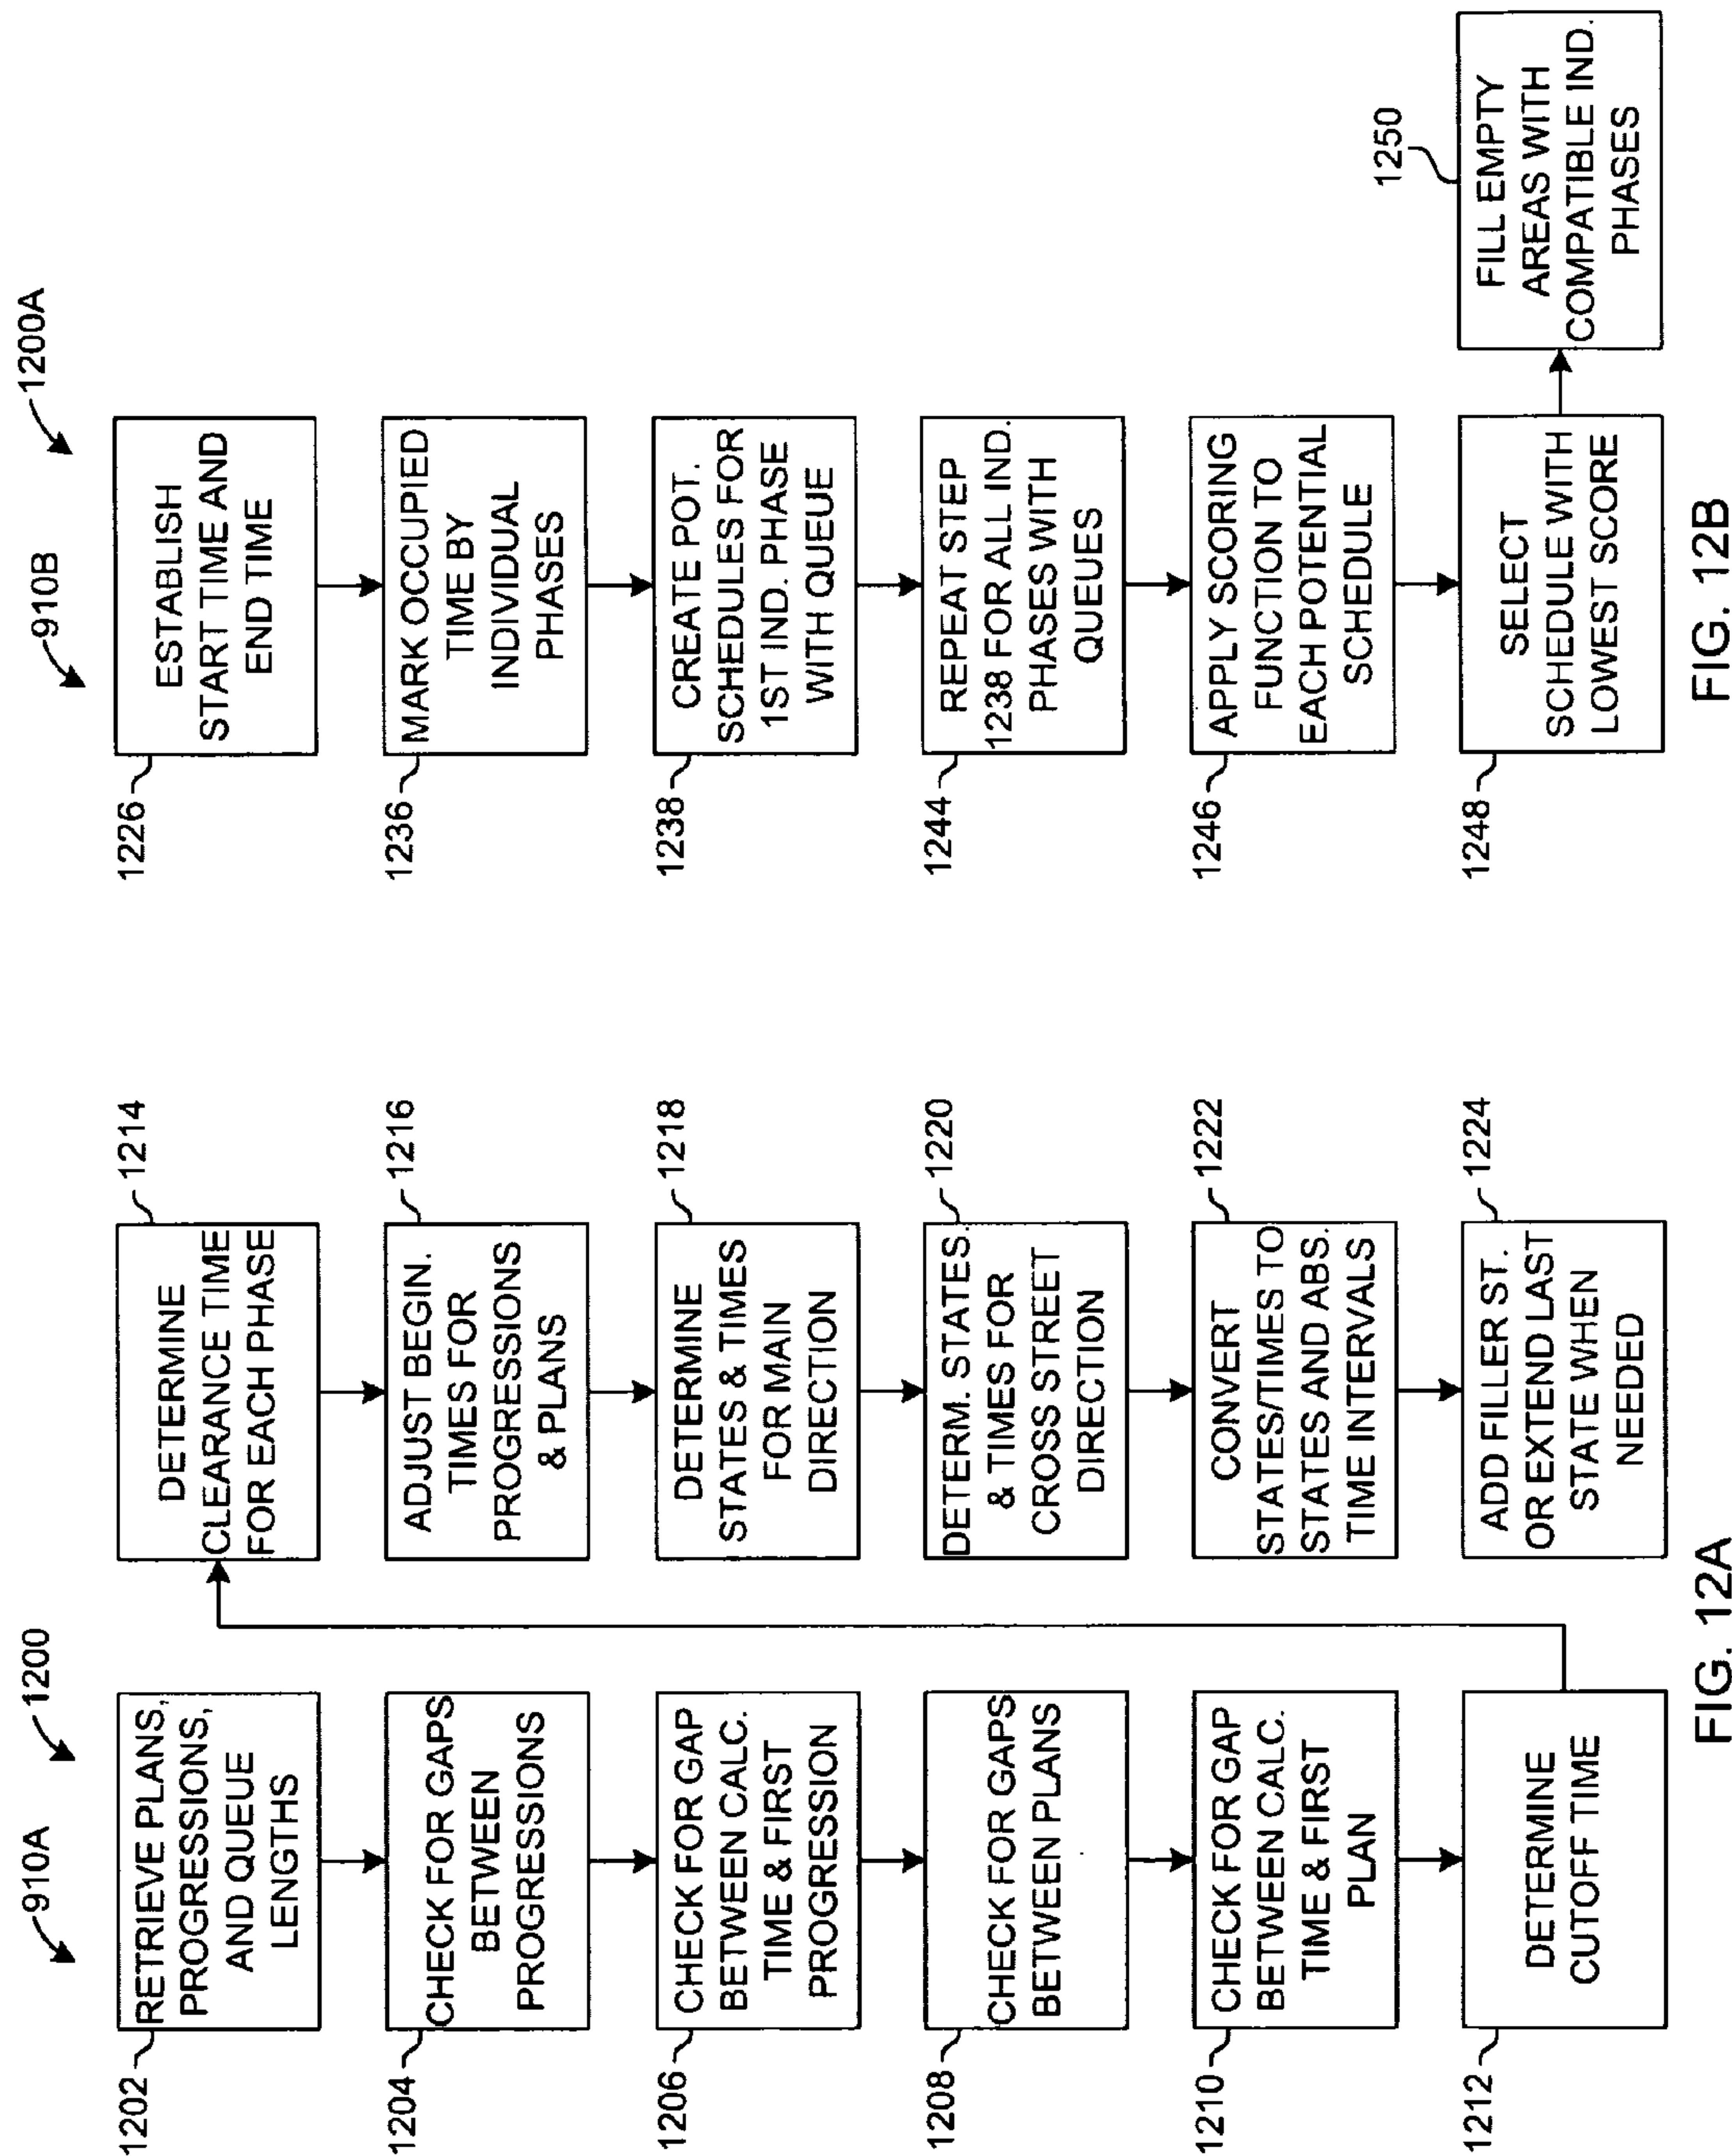 910A
1200
1202
RETRIEVE PLANS,
PROGRESSIONS,
AND QUEUE
LENGTHS
1204
CHECK FOR GAPS
BETWEEN
PROGRESSIONS
1206
CHECK FOR GAP
BETWEEN CALC.
TIME & FIRST
PROGRESSION
1208
CHECK FOR GAPS
BETWEEN PLANS
1210
CHECK FOR GAP
BETWEEN CALC.
TIME & FIRST
PLAN
1212
DETERMINE
CUTOFF TIME
1214
DETERMINE
CLEARANCE TIME
FOR EACH PHASE
1216
ADJUST BEGIN.
TIMES FOR
PROGRESSIONS
& PLANS
1218
DETERMINE
STATES & TIMES
FOR MAIN
DIRECTION
1220
DETERM. STATES.
& TIMES FOR
CROSS STREET
DIRECTION
1222
CONVERT
STATES/TIMES TO
STATES AND ABS.
TIME INTERVALS
1224
ADD FILLER ST.
OR EXTEND LAST
STATE WHEN
NEEDED
FIG. 12A
910B
1200A
1226
ESTABLISH
START TIME AND
END TIME
1236
MARK OCCUPIED
TIME BY
INDIVIDUAL
PHASES
1238
CREATE POT.
SCHEDULES FOR
1ST IND. PHASE
WITH QUEUE
1244
REPEAT STEP
1238 FOR ALL IND.
PHASES WITH
QUEUES
1246
APPLY SCORING
FUNCTION TO
EACH POTENTIAL
SCHEDULE
1248
SELECT
SCHEDULE WITH
LOWEST SCORE
1250
FILL EMPTY
AREAS WITH
COMPATIBLE IND.
PHASES
FIG. 12B